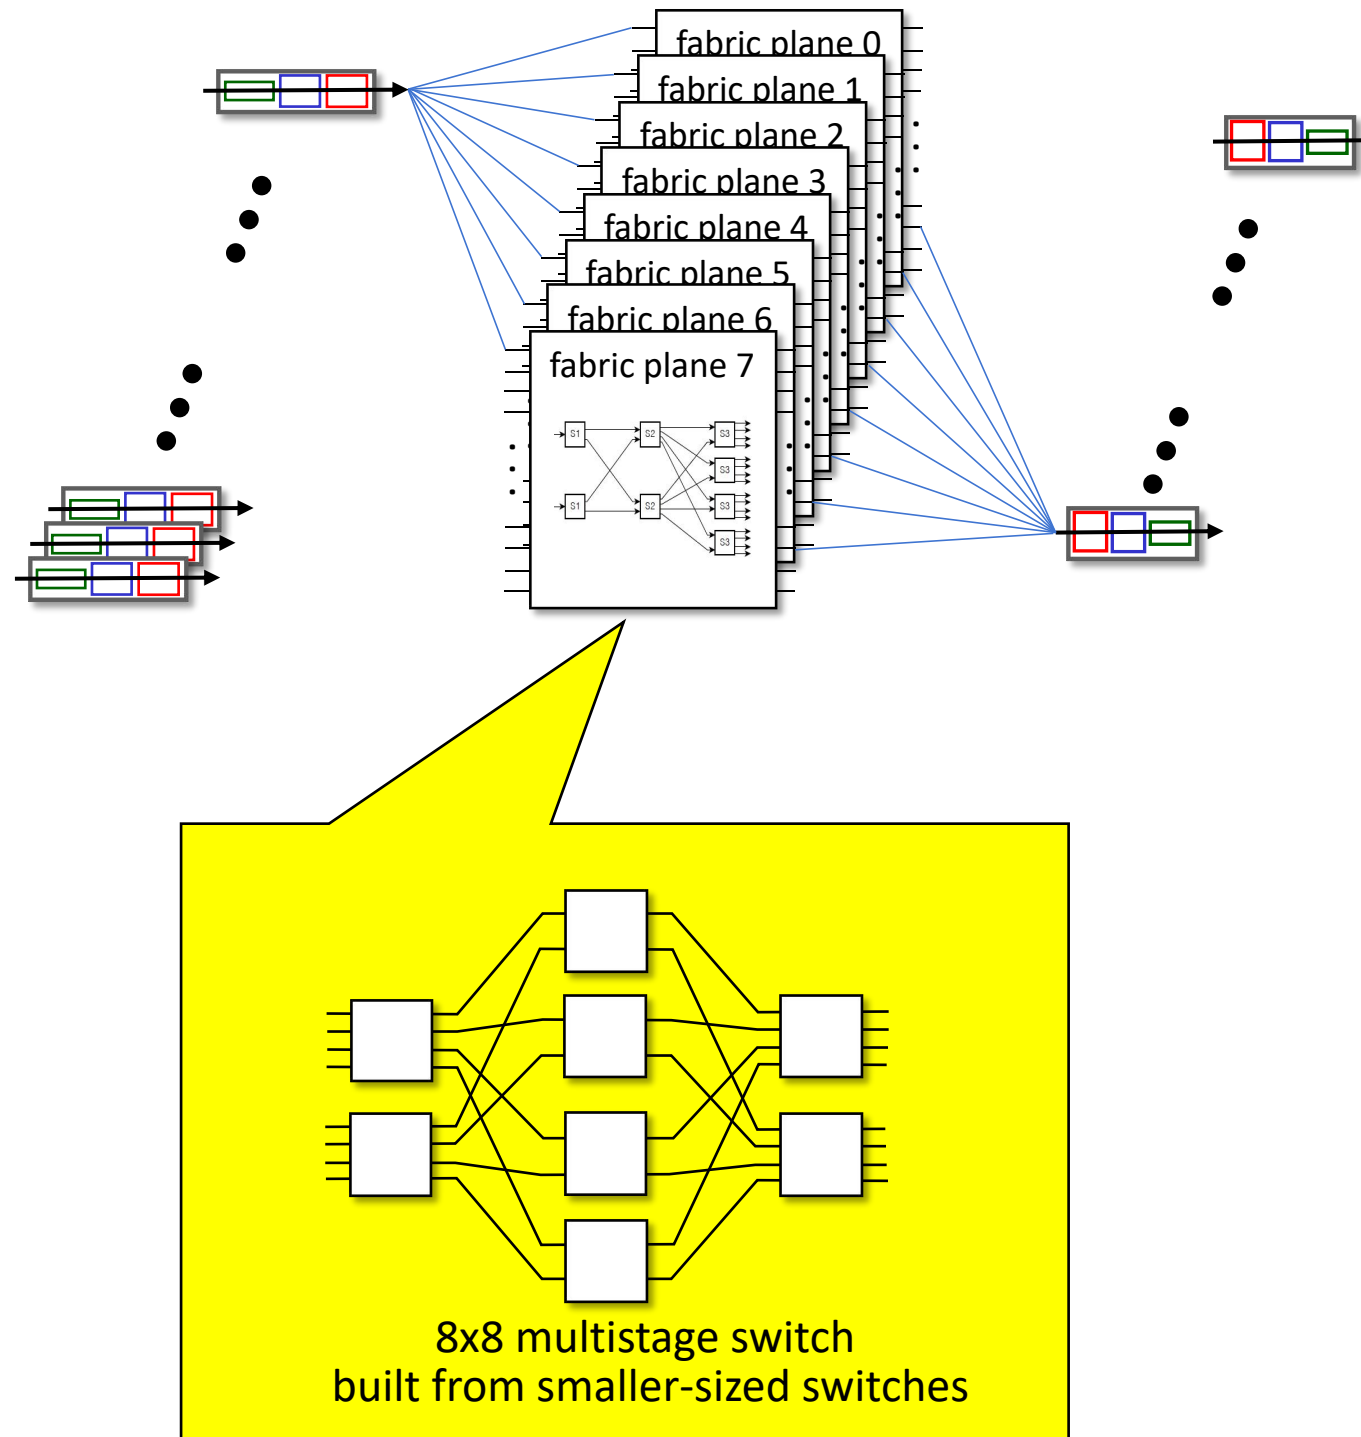 fabric plane 0
fabric plane 1
fabric plane 2
fabric plane 3
fabric plane 4
fabric plane 5
fabric plane 6
fabric plane 7
S1 S2 S3
S3
S1 S2 S3
S3
8x8 multistage switch
built from smaller-sized switches